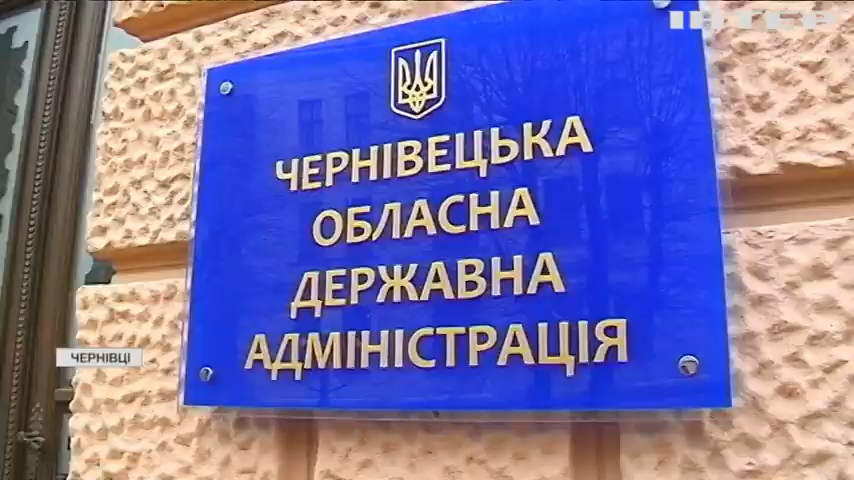 ІНТЕР
ЧЕРНІВЕЦЬКА
ОБЛАСНА
ДЕРЖАВНА
АДМІНІСТРАЦІЯ
ЧЕРНІВЦІ